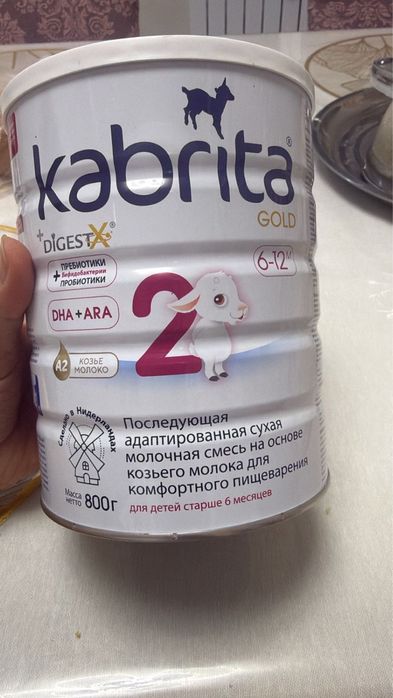 kabrita®
GOLD
+DIGESTX®
6-12м
+ПРЕБИОТИКИ
Бифидобактерии
ПРОБИОТИКИ
DHA+ARA
2
A2 КОЗЬЕ
МОЛОКО
Сделано в Нидерландах
Последующая
адаптированная сухая
молочная смесь на основе
козьего молока для
комфортного пищеварения
для детей старше 6 месяцев
Масса
нетто 800г